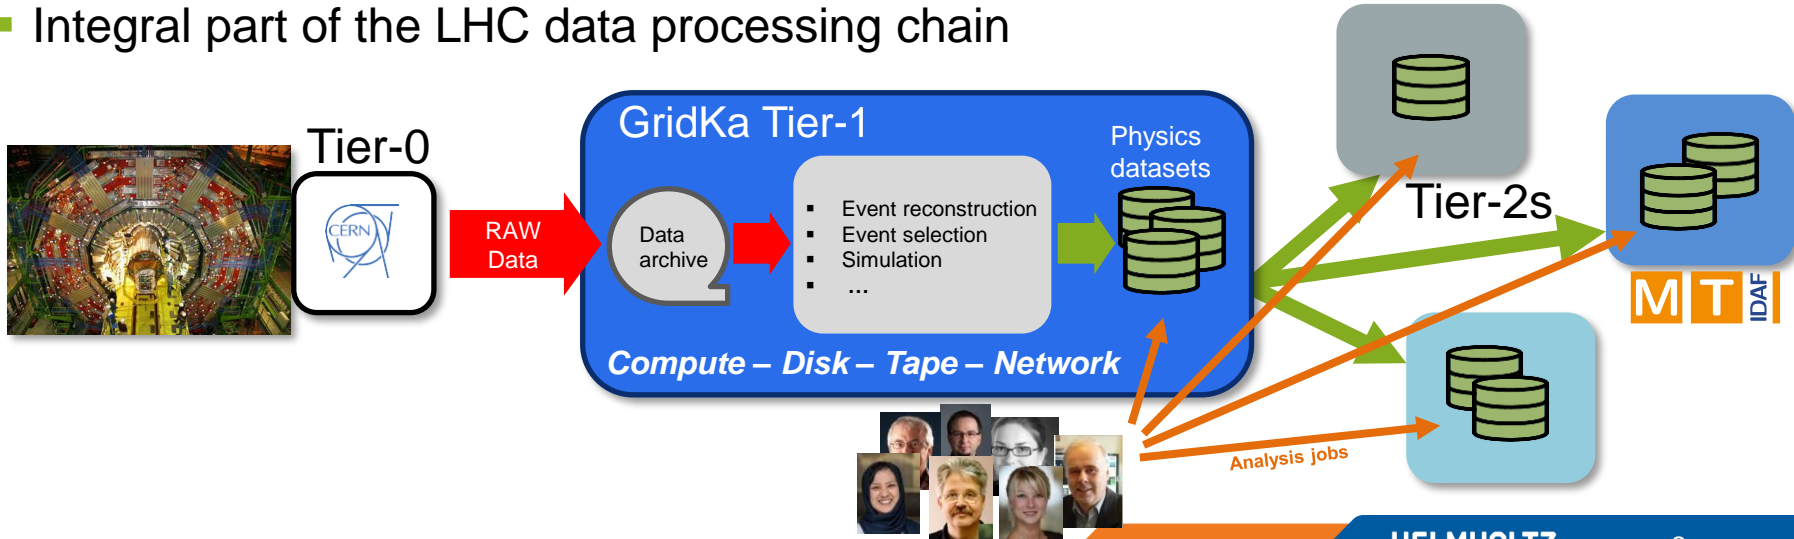 Integral part of the LHC data processing chain
Tier-0
CERN
RAW
Data
GridKa Tier-1
Data
archive
Event reconstruction
Event selection
Simulation
...
Physics
datasets
Compute – Disk – Tape – Network
Tier-2s
MT IDAF
Analysis jobs
HELMHOLTZ